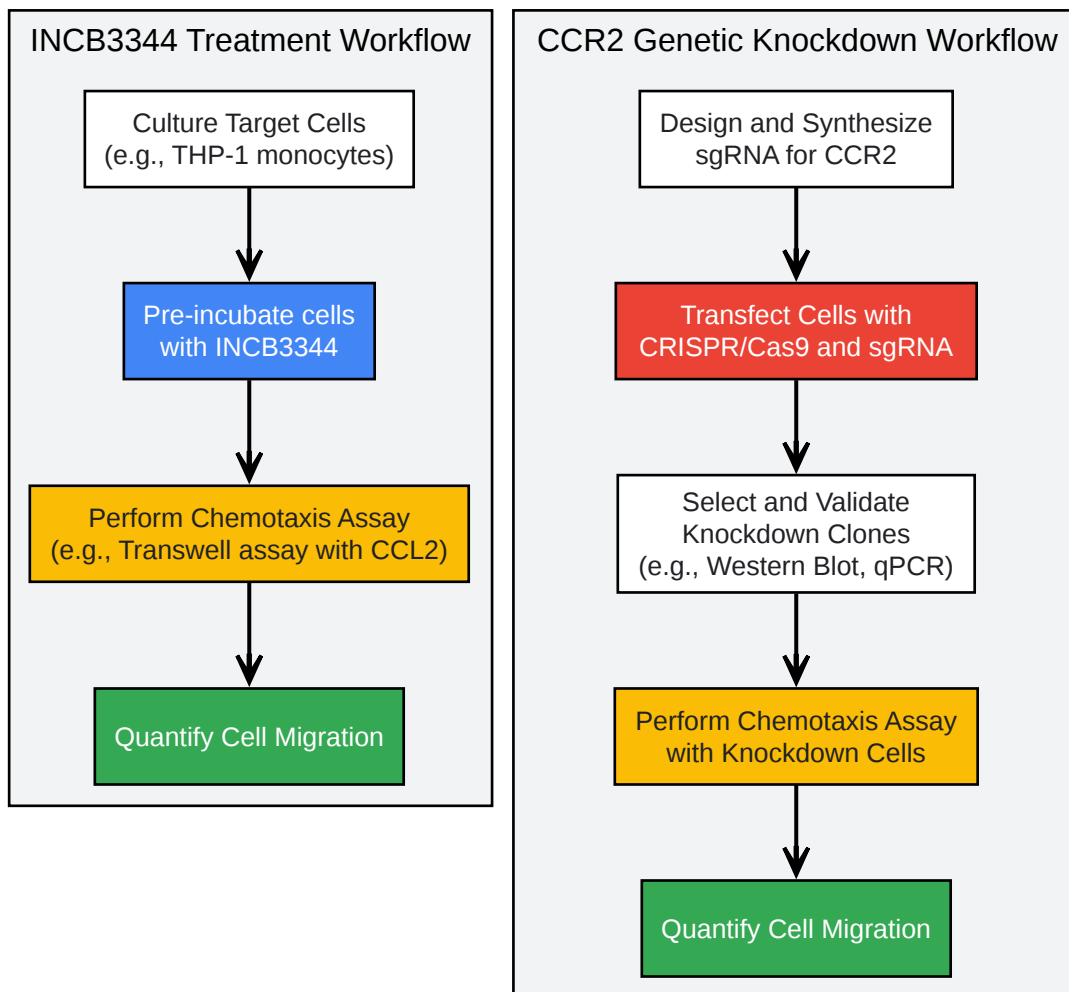 INCB3344 Treatment Workflow
Culture Target Cells
(e.g., THP-1 monocytes)
Pre-incubate cells
with INCB3344
Perform Chemotaxis Assay
(e.g., Transwell assay with CCL2)
Quantify Cell Migration
CCR2 Genetic Knockdown Workflow
Design and Synthesize
sgRNA for CCR2
Transfect Cells with
CRISPR/Cas9 and sgRNA
Select and Validate
Knockdown Clones
(e.g., Western Blot, qPCR)
Perform Chemotaxis Assay
with Knockdown Cells
Quantify Cell Migration